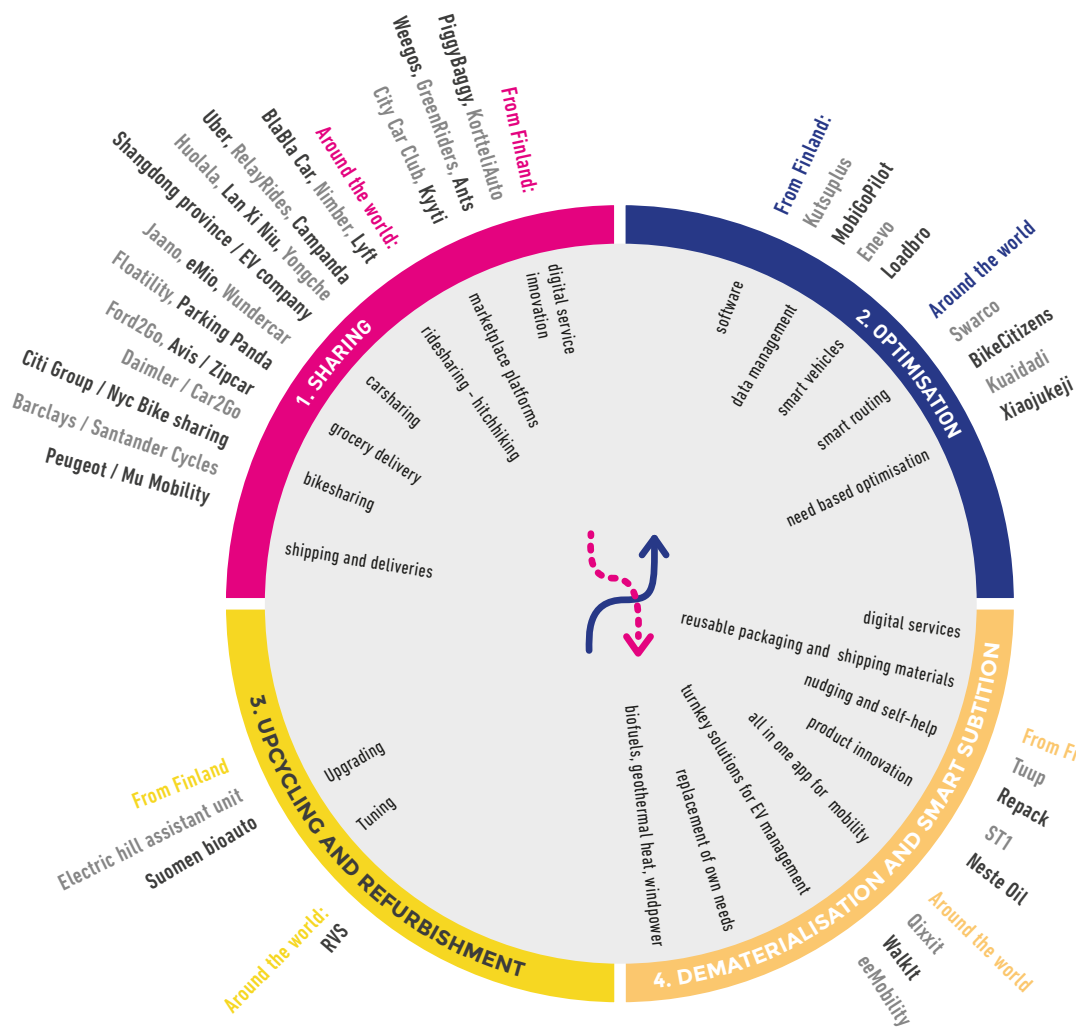 1. SHARING
From Finland:
PiggyBaggy, KortteliAuto
Weegos, GreenRiders, Ants
City Car Club, Kyyti
Around the world:
BlaBla Car, Nimber, Lyft
Uber, RelayRides, Campanda
Huolala, Lan Xi Niu, Yongche
Shangdong province / EV company
Jaano, eMio, Wundercar
Floatility, Parking Panda
Ford2Go, Avis / Zipcar
Daimler / Car2Go
Citi Group / Nyc Bike sharing
Barclays / Santander Cycles
Peugeot / Mu Mobility
digital service
innovation
marketplace platforms
ridesharing - hitchhiking
carsharing
grocery delivery
bikesharing
shipping and deliveries
2. OPTIMISATION
From Finland:
Kutsuplus
MobiGoPilot
Enevo
Loadbro
Around the world
Swarco
BikeCitizens
Kuaidadi
Xiaojukeji
software
data management
smart vehicles
smart routing
need based optimisation
3. UPCYCLING AND REFURBISHMENT
From Finland
Electric hill assistant unit
Suomen bioauto
Around the world:
RVS
Upgrading
Tuning
4. DEMATERIALISATION AND SMART SUBTITION
From F
Tuup
Repack
ST1
Neste Oil
Around the world
Qixxit
WalkIt
eeMobility
digital services
reusable packaging and shipping materials
nudging and self-help
product innovation
all in one app for mobility
turnkey solutions for EV management
replacement of own needs
biofuels, geothermal heat, windpower